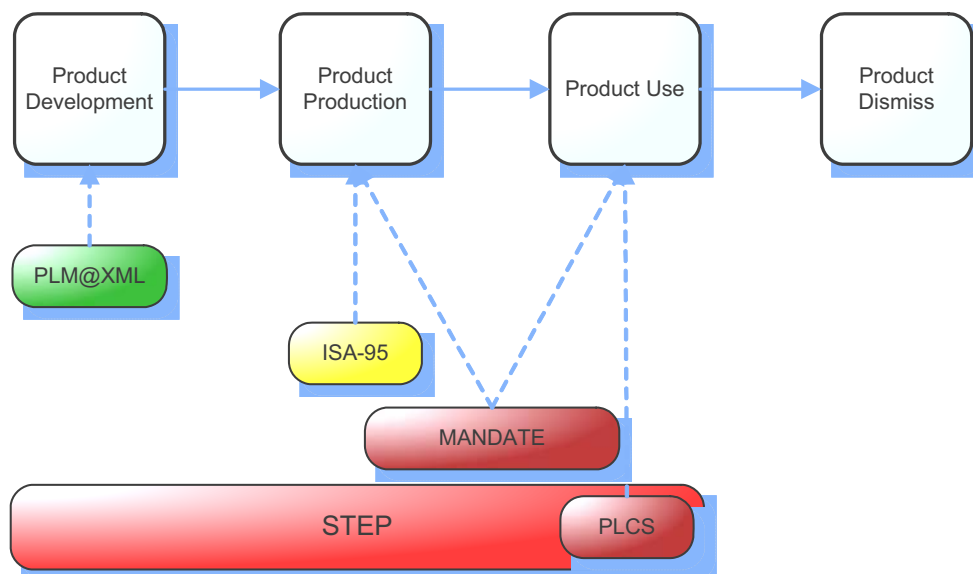 Product
Development
Product
Production
Product Use
Product
Dismiss
PLM@XML
ISA-95
MANDATE
STEP
PLCS